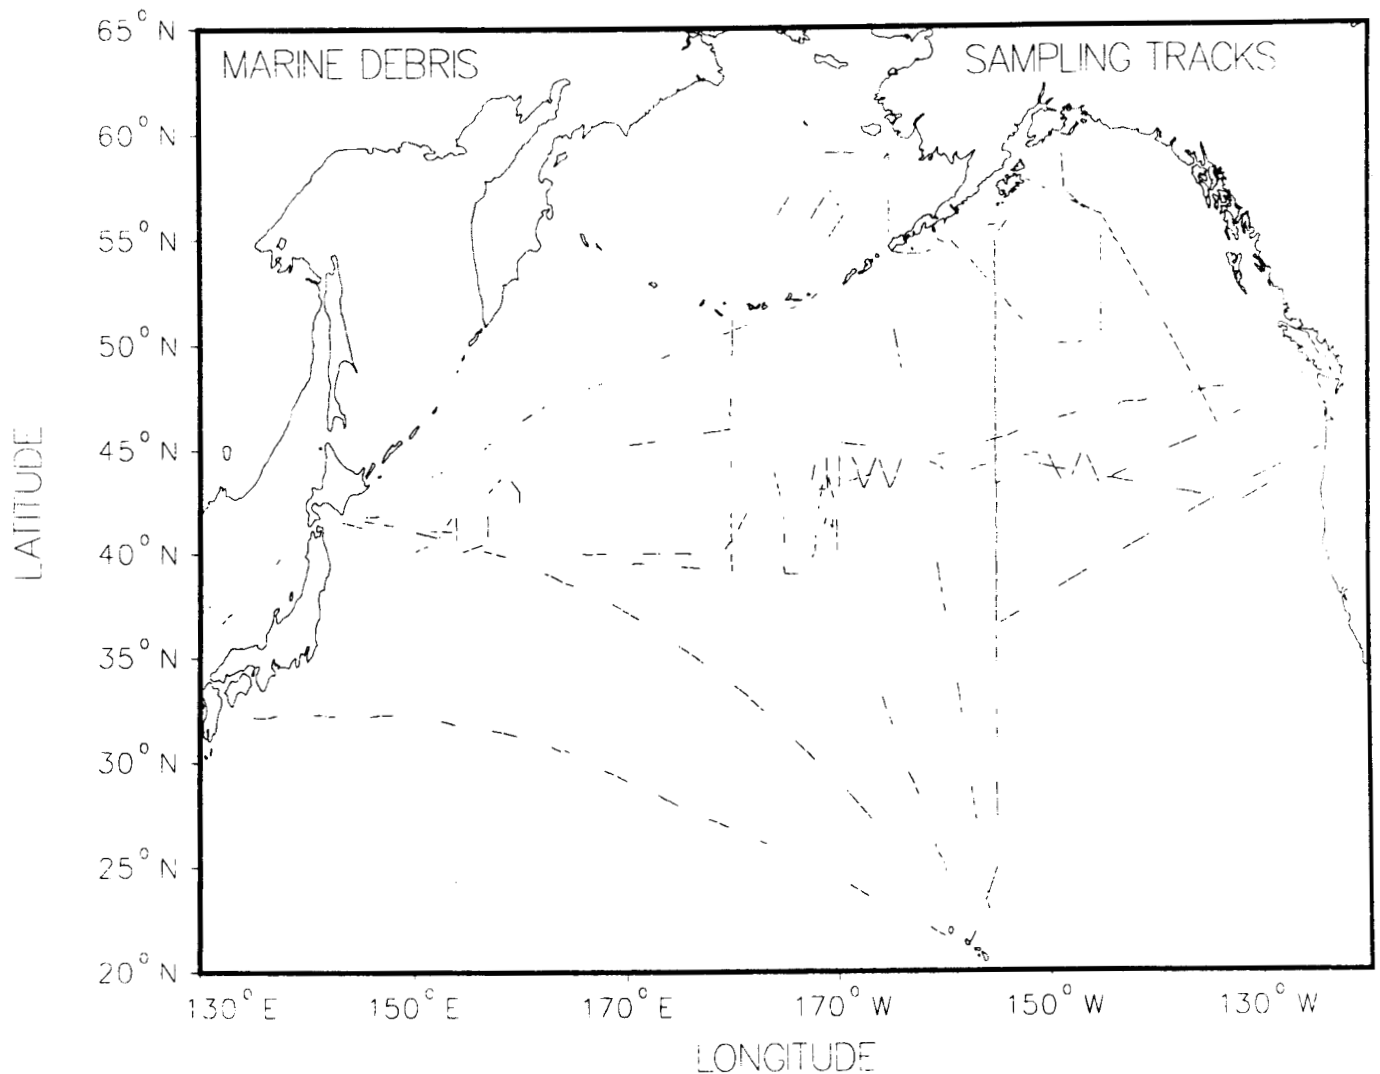 MARINE DEBRIS SAMPLING TRACKS
65° N
60° N
55° N
50° N
45° N
40° N
35° N
30° N
25° N
20° N
LATITUDE
130° E 150° E 170° E 170° W 150° W 130° W
LONGITUDE